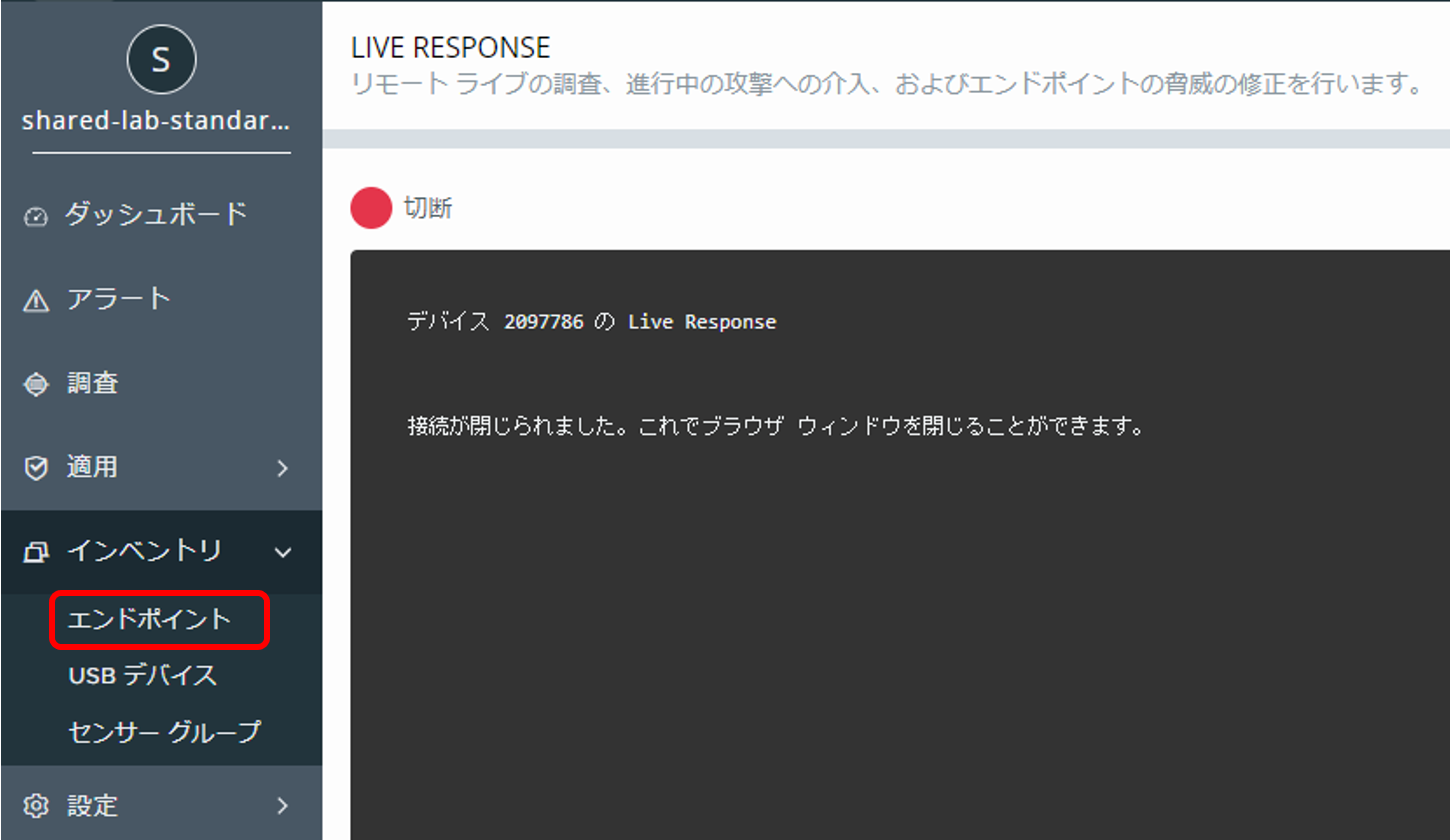 S
shared-lab-standar...
ダッシュボード
アラート
調査
適用
インベントリ
エンドポイント
USB デバイス
センサー グループ
設定
LIVE RESPONSE
リモート ライブの調査、進行中の攻撃への介入、およびエンドポイントの脅威の修正を行います。
切断
デバイス 2097786 の Live Response
接続が閉じられました。これでブラウザ ウィンドウを閉じることができます。